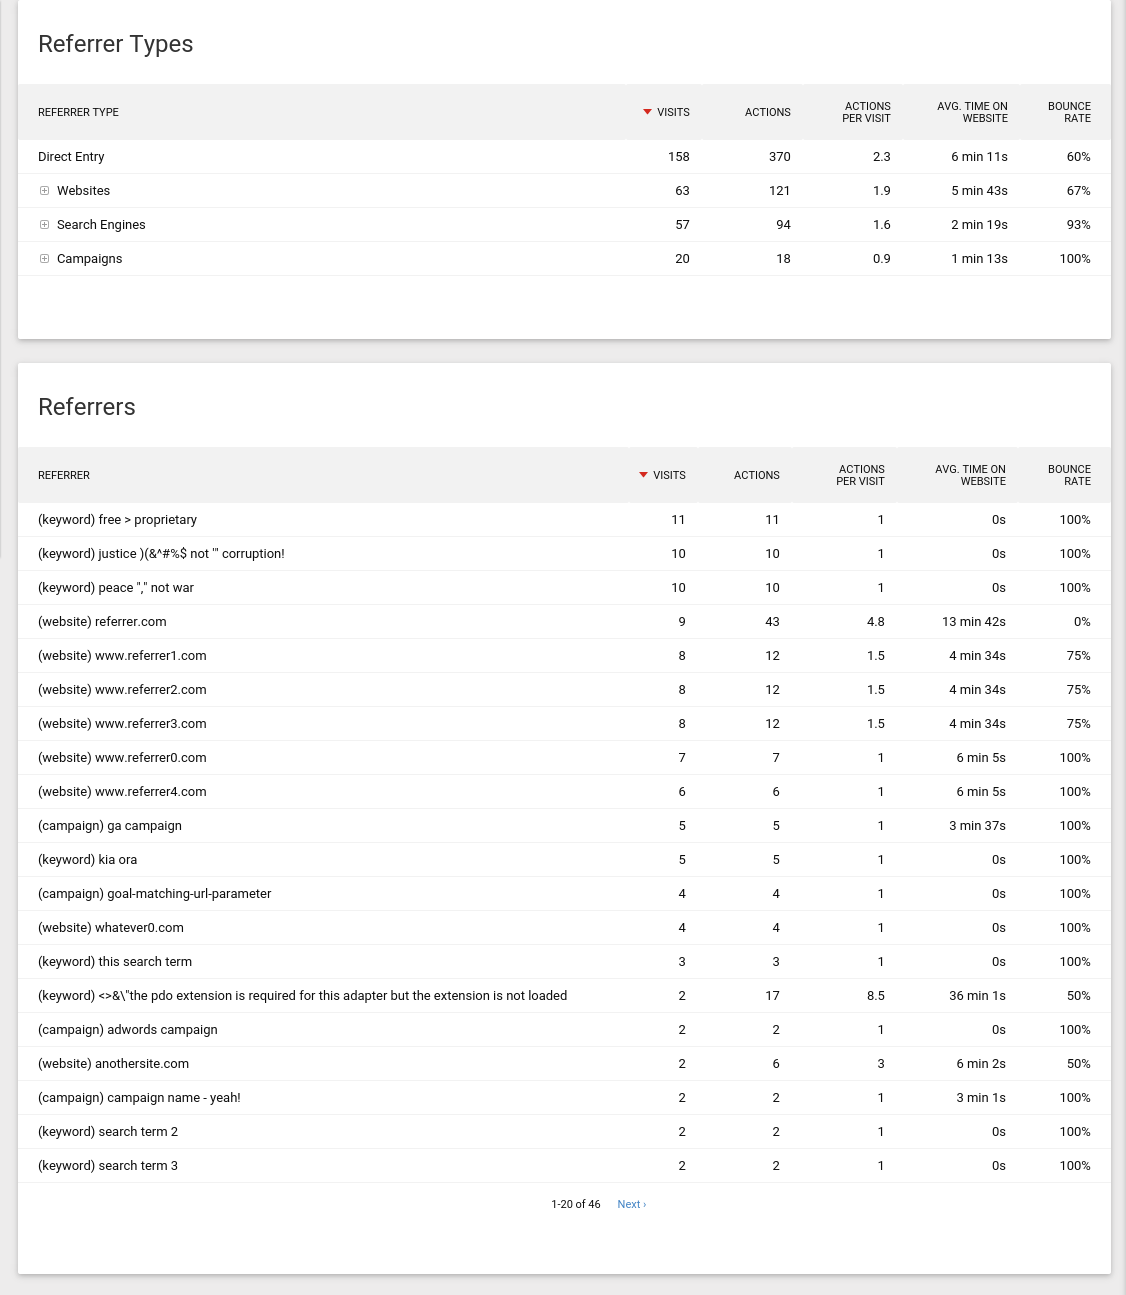 Referrer Types
REFERRER TYPE VISITS ACTIONS ACTIONS PER VISIT AVG. TIME ON WEBSITE BOUNCE RATE
Direct Entry 158 370 2.3 6 min 11s 60%
Websites 63 121 1.9 5 min 43s 67%
Search Engines 57 94 1.6 2 min 19s 93%
Campaigns 20 18 0.9 1 min 13s 100%
Referrers
REFERRER VISITS ACTIONS ACTIONS PER VISIT AVG. TIME ON WEBSITE BOUNCE RATE
(keyword) free > proprietary 11 11 1 0s 100%
(keyword) justice )(&^#%$ not '" corruption! 10 10 1 0s 100%
(keyword) peace "," not war 10 10 1 0s 100%
(website) referrer.com 9 43 4.8 13 min 42s 0%
(website) www.referrer1.com 8 12 1.5 4 min 34s 75%
(website) www.referrer2.com 8 12 1.5 4 min 34s 75%
(website) www.referrer3.com 8 12 1.5 4 min 34s 75%
(website) www.referrer0.com 7 7 1 6 min 5s 100%
(website) www.referrer4.com 6 6 1 6 min 5s 100%
(campaign) ga campaign 5 5 1 3 min 37s 100%
(keyword) kia ora 5 5 1 0s 100%
(campaign) goal-matching-url-parameter 4 4 1 0s 100%
(website) whatever0.com 4 4 1 0s 100%
(keyword) this search term 3 3 1 0s 100%
(keyword) <>&\"the pdo extension is required for this adapter but the extension is not loaded 2 17 8.5 36 min 1s 50%
(campaign) adwords campaign 2 2 1 0s 100%
(website) anothersite.com 2 6 3 6 min 2s 50%
(campaign) campaign name - yeah! 2 2 1 3 min 1s 100%
(keyword) search term 2 2 2 1 0s 100%
(keyword) search term 3 2 2 1 0s 100%
1-20 of 46 Next ›